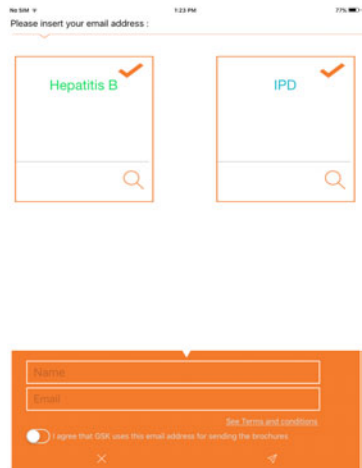 No SIM
1:23 PM
77%
Please insert your email address :
Hepatitis B
IPD
Name
Email
See Terms and conditions
I agree that GSK uses this email address for sending the brochures.